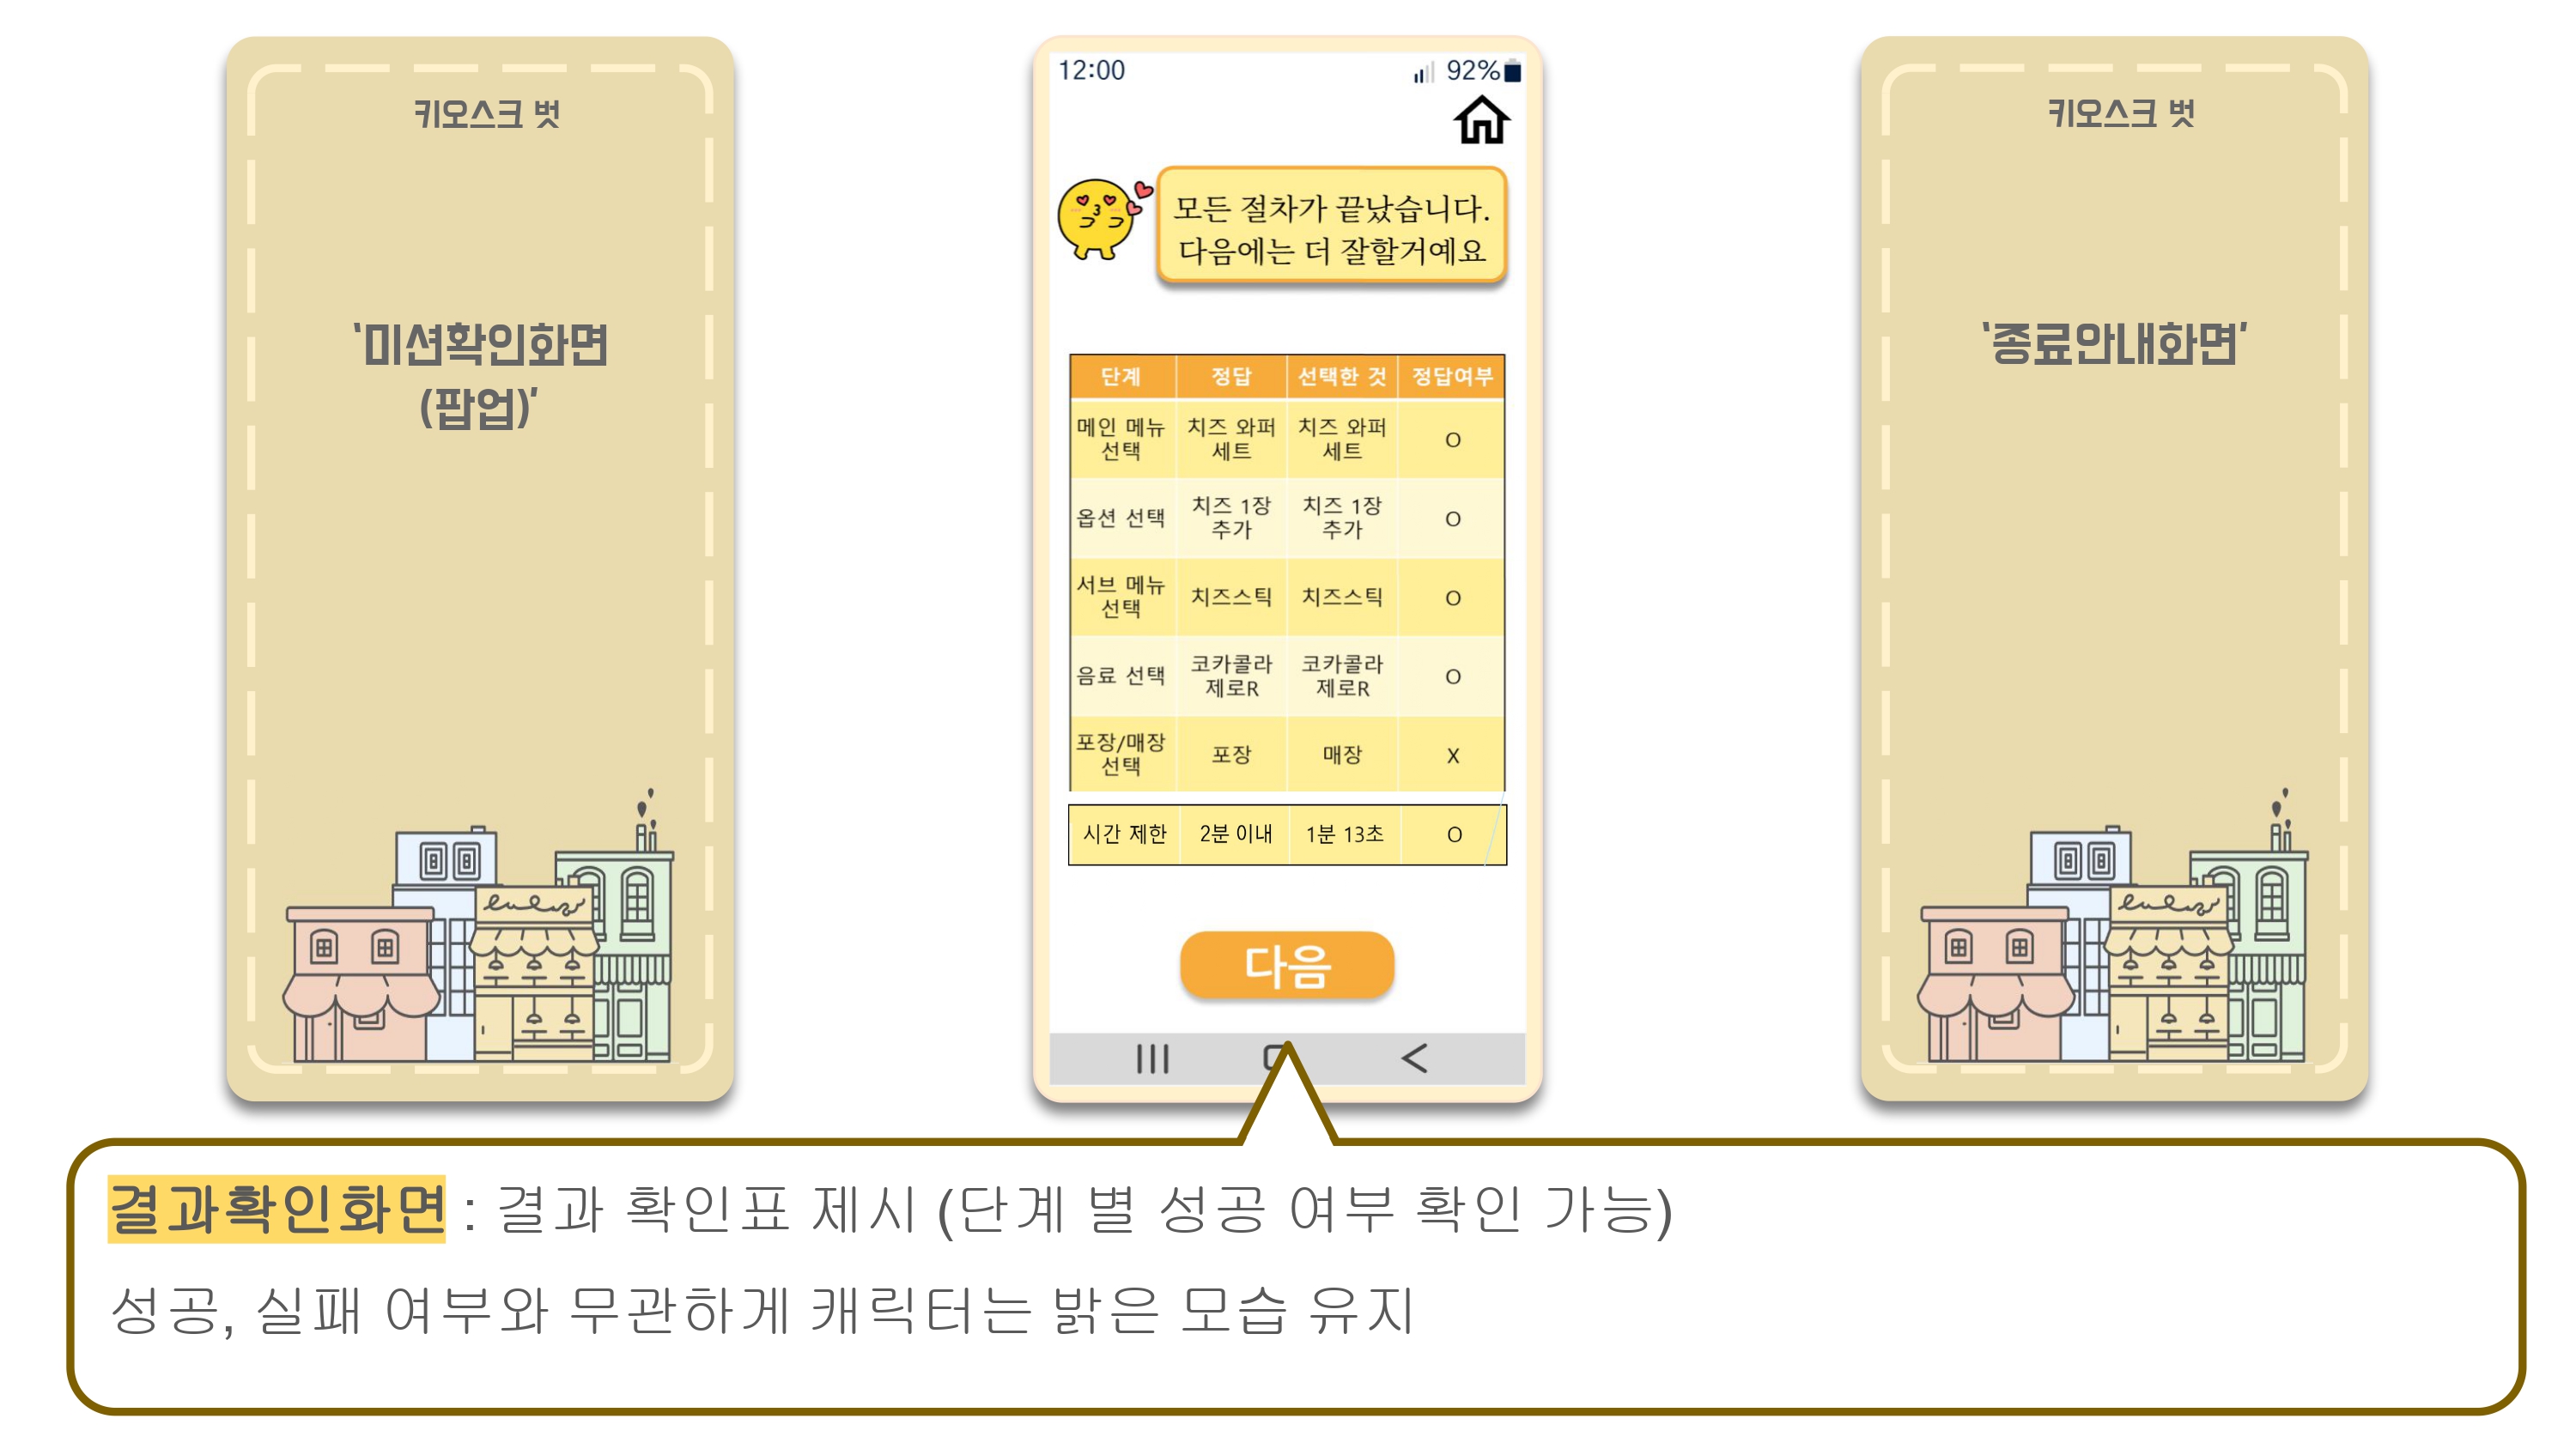 키오스크 벗
‘미션확인화면
(팝업)’
12:00
92%
모든 절차가 끝났습니다.
다음에는 더 잘할거예요
단계 정답 선택한 것 정답여부
메인 메뉴 선택 치즈 와퍼 세트 치즈 와퍼 세트 O
옵션 선택 치즈 1장 추가 치즈 1장 추가 O
서브 메뉴 선택 치즈스틱 치즈스틱 O
음료 선택 코카콜라 제로R 코카콜라 제로R O
포장/매장 선택 포장 매장 X
시간 제한 2분 이내 1분 13초 O
다음
키오스크 벗
‘종료안내화면’
결과확인화면 : 결과 확인표 제시 (단계 별 성공 여부 확인 가능)
성공, 실패 여부와 무관하게 캐릭터는 밝은 모습 유지